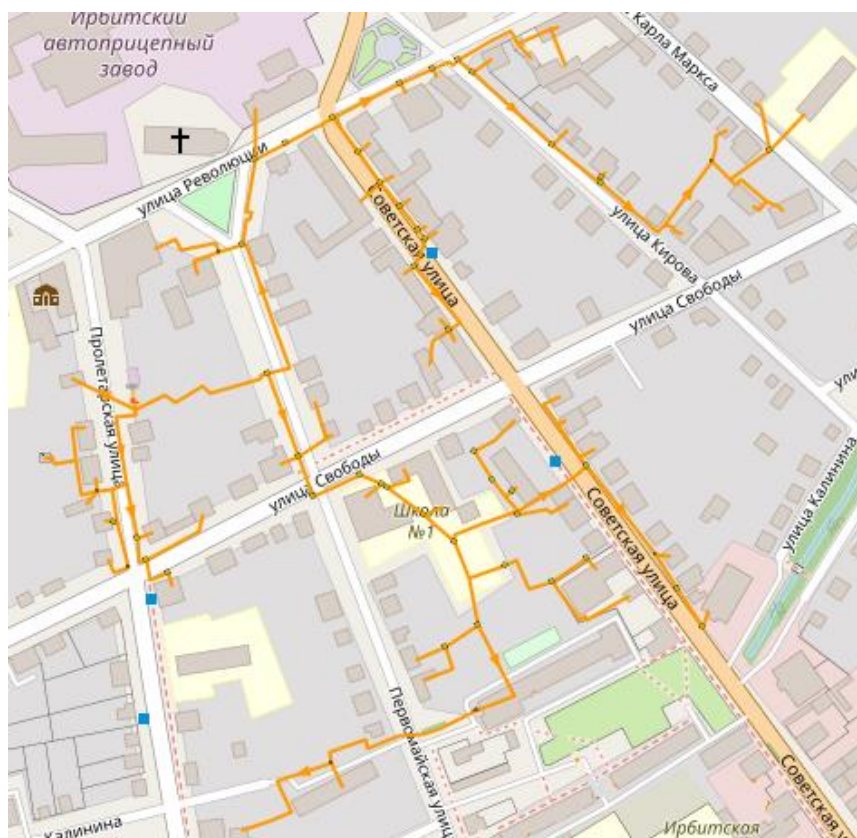 Ирбитский
автоприцепный
завод
Карла Маркса
улица Революции
Советская улица
улица Кирова
улица Свободы
Пролетарская улица
улица Свободы
Школа
№1
Советская улица
улица Калинина
Первомайская улица
Советская
Калинина
Ирбитская